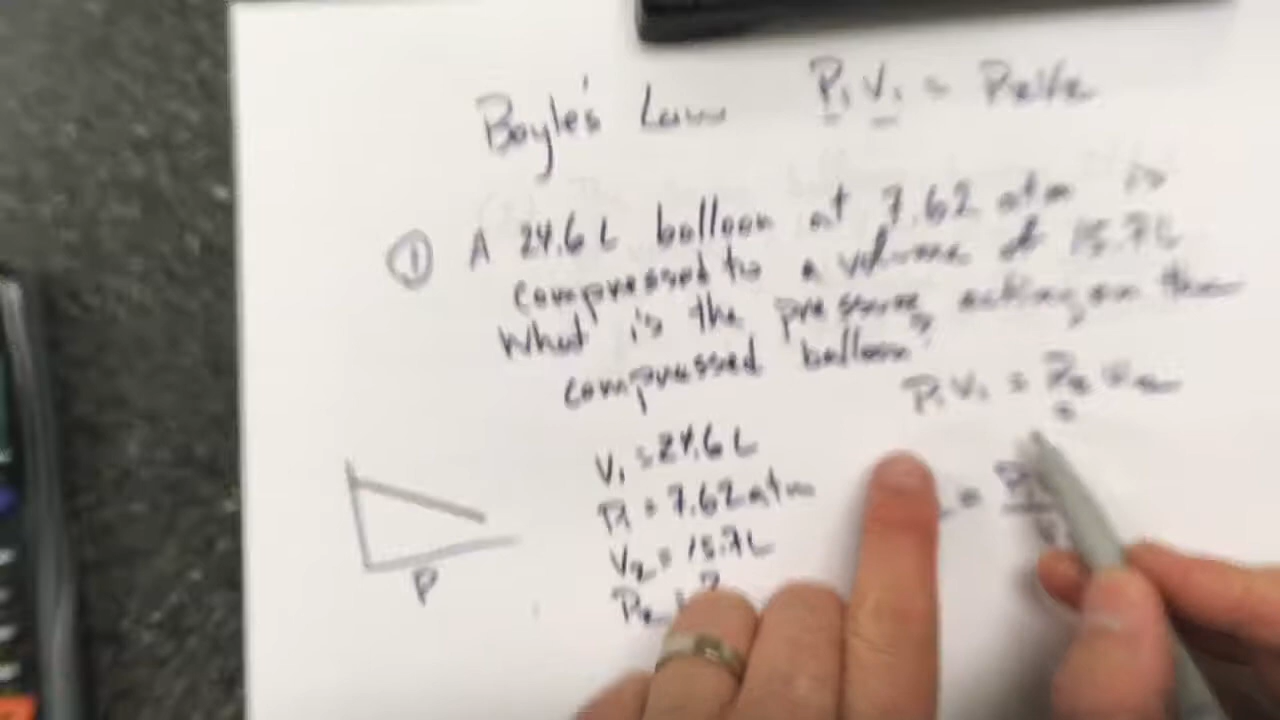 Boyle's Law P₁V₁ = P₂V₂
① A 24.6 L balloon at 7.62 atm is
compressed to a volume of 15.7L
What is the pressure acting on the
compressed balloon?
P₁V₁ = P₂V₂
V₁ = 24.6 L
P₁ = 7.62 atm
V₂ = 15.7L
P₂ = ?
P